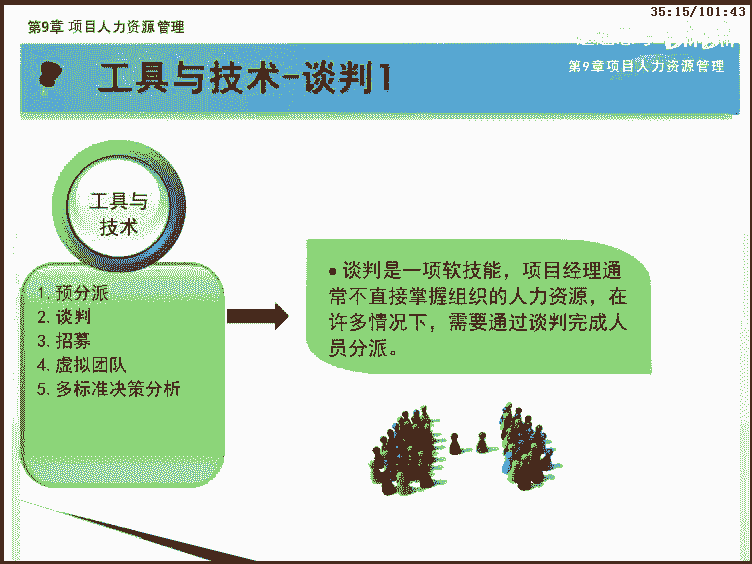 35:15/101:43
第9章 项目人力资源管理
第9章项目人力资源管理
工具与技术-谈判1
工具与
技术
1. 预分派
2. 谈判
3. 招募
4. 虚拟团队
5. 多标准决策分析
• 谈判是一项软技能，项目经理通
常不直接掌握组织的人力资源，在
许多情况下，需要通过谈判完成人
员分派。